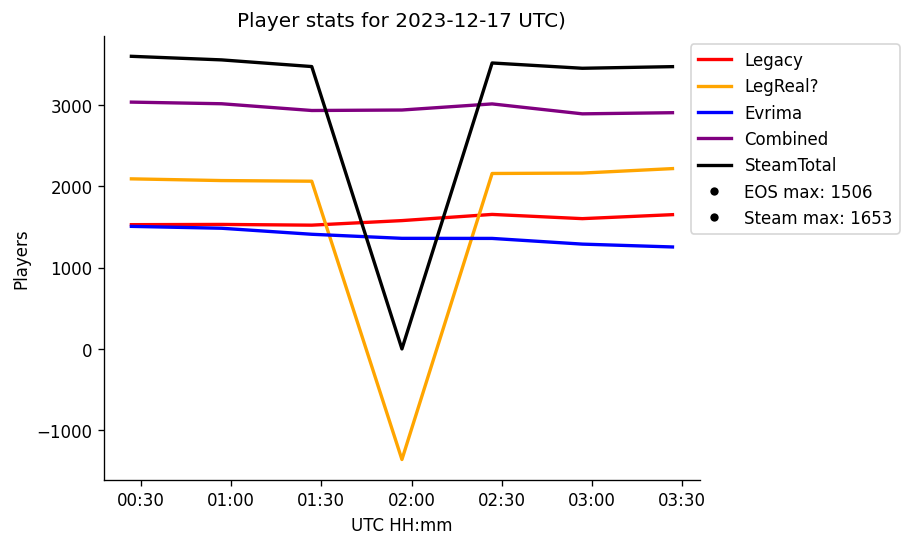 Player stats for 2023-12-17 UTC)
Legacy
LegReal?
Evrima
Combined
SteamTotal
EOS max: 1506
Steam max: 1653
Players
3000
2000
1000
0
−1000
00:30 01:00 01:30 02:00 02:30 03:00 03:30
UTC HH:mm